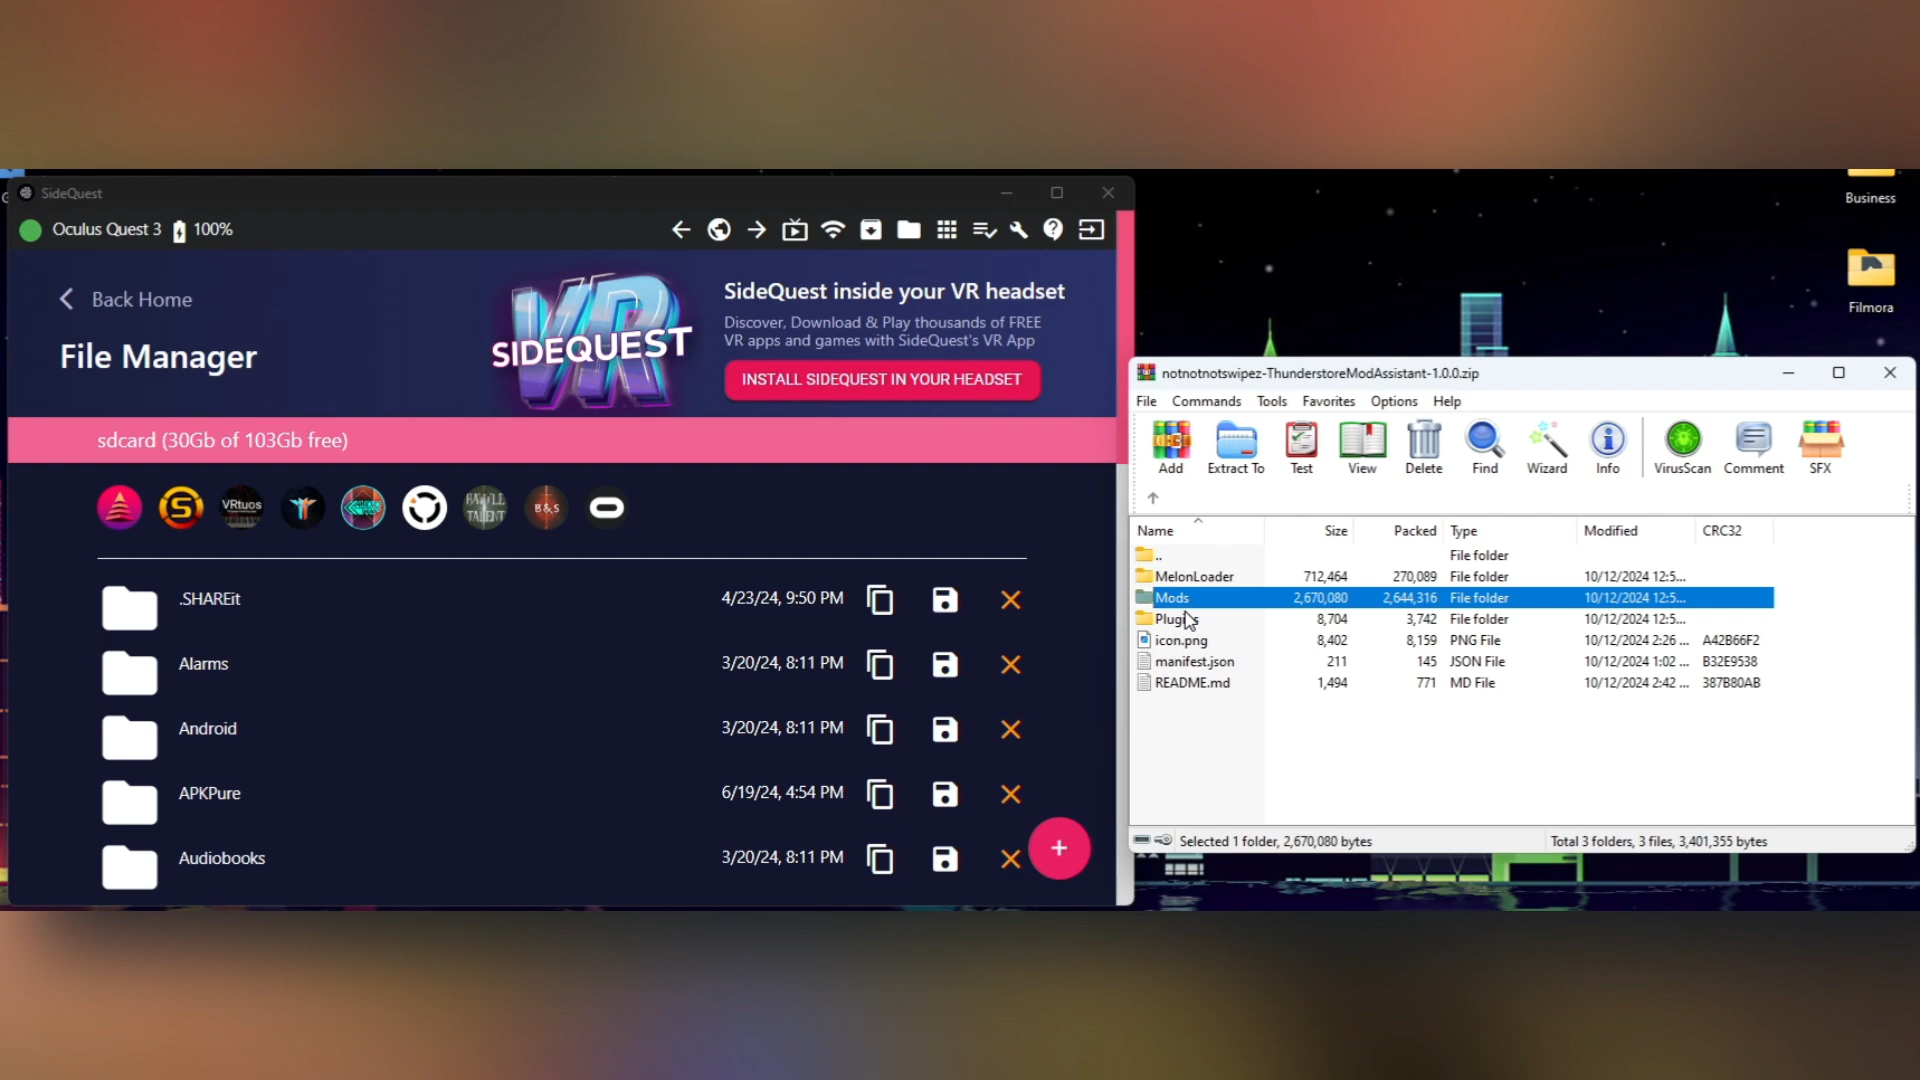 SideQuest
Oculus Quest 3 100%
Back Home
File Manager
VR
SIDEQUEST
SideQuest inside your VR headset
Discover, Download & Play thousands of FREE
VR apps and games with SideQuest's VR App
INSTALL SIDEQUEST IN YOUR HEADSET
sdcard (30Gb of 103Gb free)
S
VRtuos
BATTLE
TALENT
B&S
.SHAREit 4/23/24, 9:50 PM
Alarms 3/20/24, 8:11 PM
Android 3/20/24, 8:11 PM
APKPure 6/19/24, 4:54 PM
Audiobooks 3/20/24, 8:11 PM
+
Business
Filmora
notnotnotswipez-ThunderstoreModAssistant-1.0.0.zip
File Commands Tools Favorites Options Help
Add Extract To Test View Delete Find Wizard Info VirusScan Comment SFX
Name Size Packed Type Modified CRC32
.. File folder
MelonLoader 712,464 270,089 File folder 10/12/2024 12:5...
Mods 2,670,080 2,644,316 File folder 10/12/2024 12:5...
Plugins 8,704 3,742 File folder 10/12/2024 12:5...
icon.png 8,402 8,159 PNG File 10/12/2024 2:26 ... A42B66F2
manifest.json 211 145 JSON File 10/12/2024 1:02 ... B32E9538
README.md 1,494 771 MD File 10/12/2024 2:42 ... 387B80AB
Selected 1 folder, 2,670,080 bytes Total 3 folders, 3 files, 3,401,355 bytes